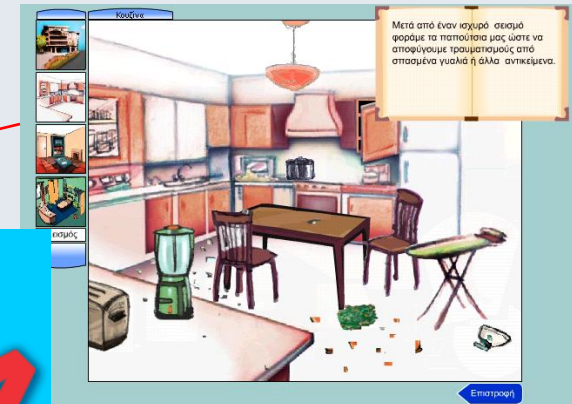 Κουζίνα
Μετά από έναν ισχυρό σεισμό
φοράμε τα παπούτσια μας ώστε να
αποφύγουμε τραυματισμούς από
σπασμένα γυαλιά ή άλλα αντικείμενα.
εισμός
Επιστροφή